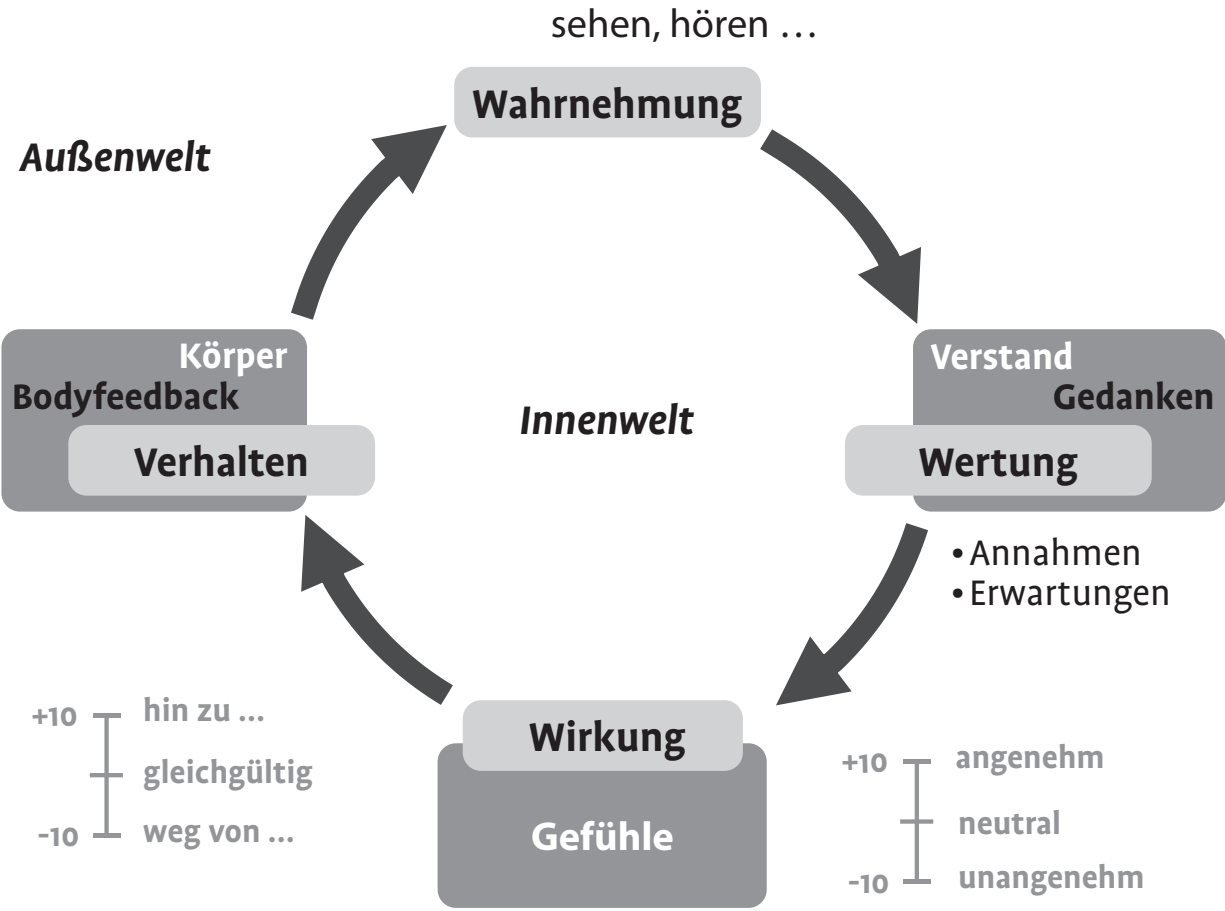 sehen, hören …
Wahrnehmung
Außenwelt
Körper
Bodyfeedback
Verhalten
Innenwelt
Verstand
Gedanken
Wertung
• Annahmen
• Erwartungen
Wirkung
Gefühle
+10 hin zu ...
gleichgültig
-10 weg von ...
+10 angenehm
neutral
-10 unangenehm